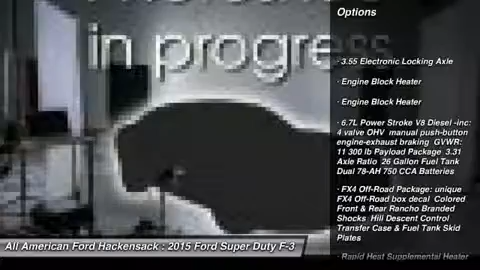 in progress
Options
· 3.55 Electronic Locking Axle
· Engine Block Heater
· Engine Block Heater
· 6.7L Power Stroke V8 Diesel -inc:
4 valve OHV manual push-button
engine-exhaust braking GVWR:
11 300 lb Payload Package 3.31
Axle Ratio 26 Gallon Fuel Tank
Dual 78-AH 750 CCA Batteries
· FX4 Off-Road Package: unique
FX4 Off-Road box decal Colored
Front & Rear Rancho Branded
Shocks Hill Descent Control
Transfer Case & Fuel Tank Skid
Plates
· Rapid Heat Supplemental Heater
All American Ford Hackensack : 2015 Ford Super Duty F-3